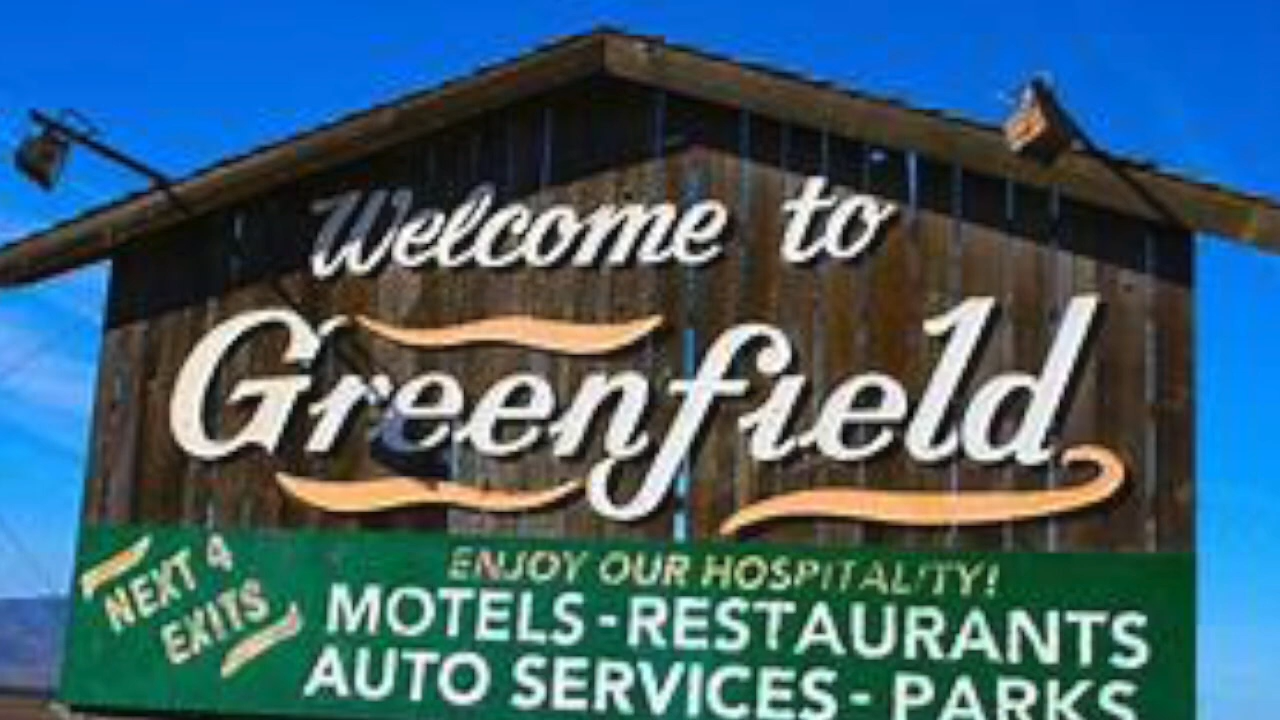 Welcome to
Greenfield
NEXT 4
EXITS
ENJOY OUR HOSPITALITY!
MOTELS - RESTAURANTS
AUTO SERVICES - PARKS